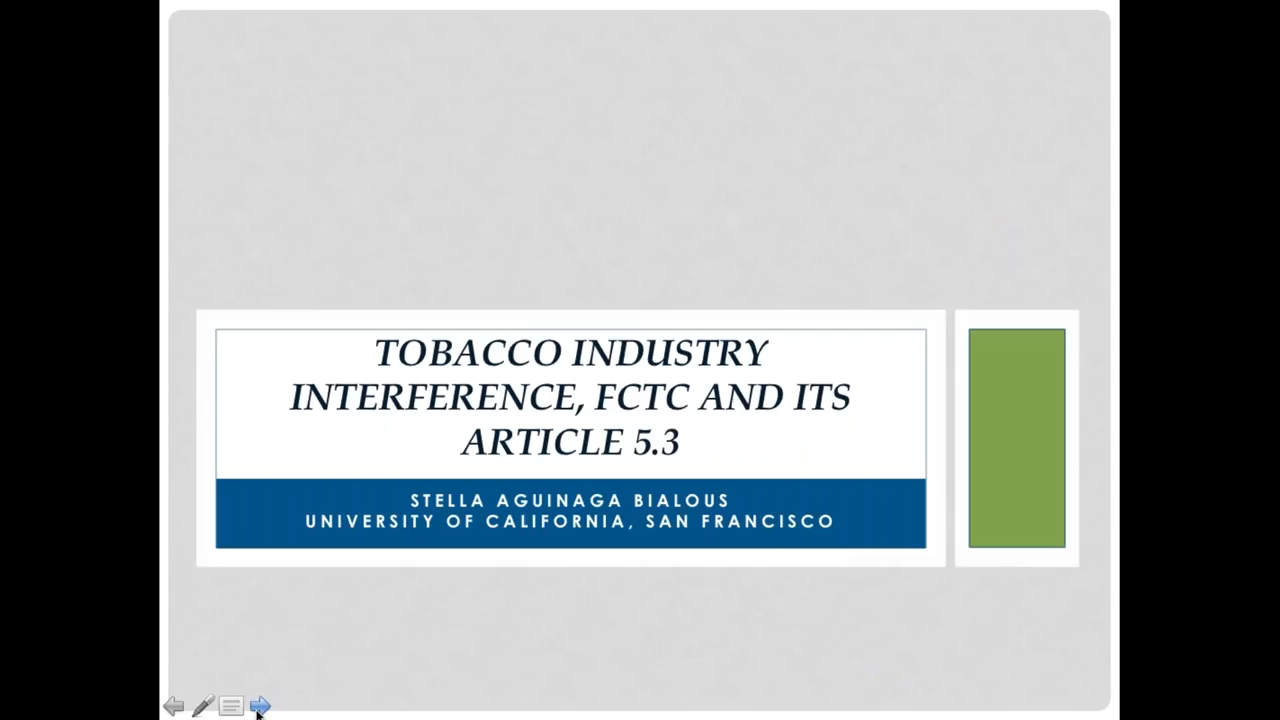 TOBACCO INDUSTRY
INTERFERENCE, FCTC AND ITS
ARTICLE 5.3
STELLA AGUINAGA BIALOUS
UNIVERSITY OF CALIFORNIA, SAN FRANCISCO